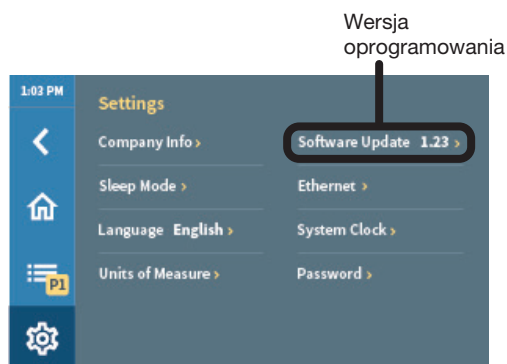 Wersja
oprogramowania
1:03 PM
Settings
Company Info >
Software Update 1.23 >
Sleep Mode >
Ethernet >
Language English >
System Clock >
Units of Measure >
Password >
P1